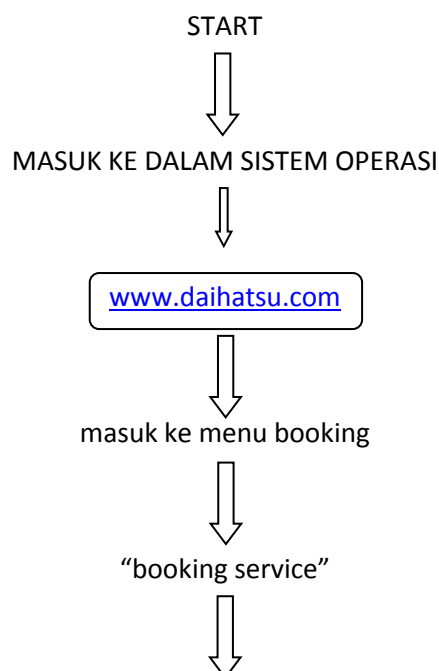 START
MASUK KE DALAM SISTEM OPERASI
www.daihatsu.com
masuk ke menu booking
“booking service”